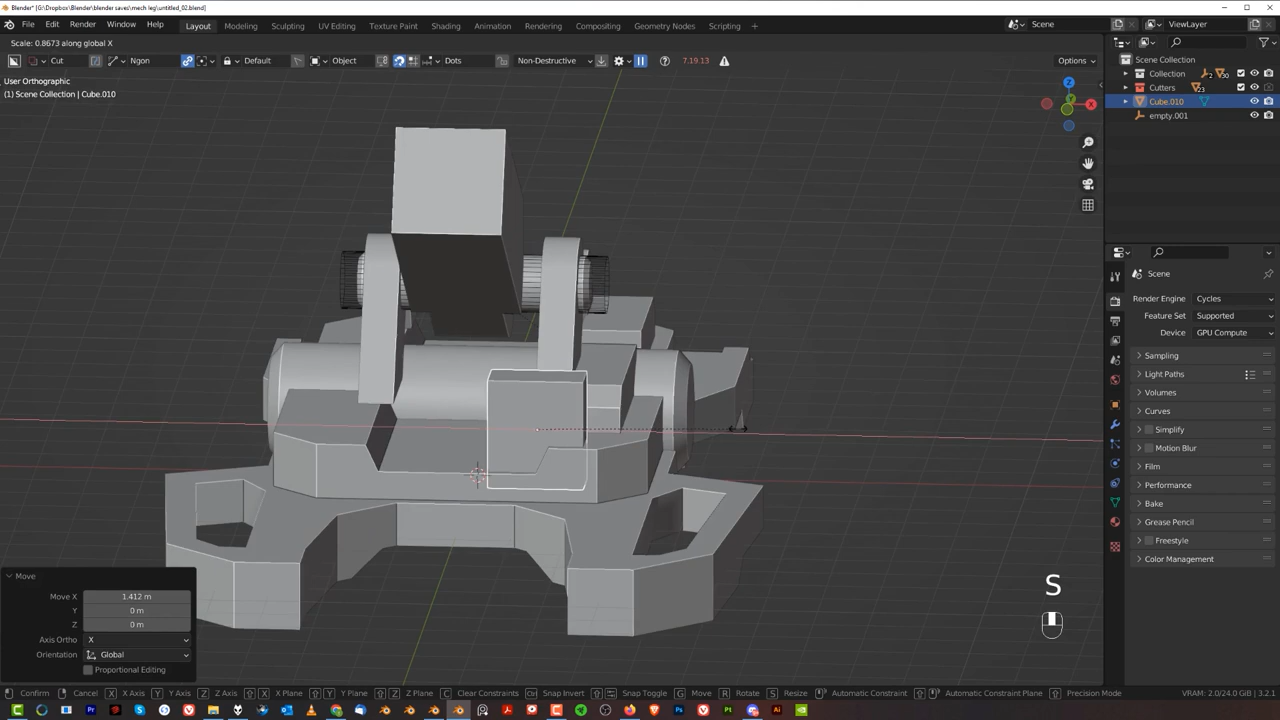 Blender* [G:\Dropbox\Blender\blender saves\mech leg\untitled_02.blend]
File Edit Render Window Help Layout Modeling Sculpting UV Editing Texture Paint Shading Animation Rendering Compositing Geometry Nodes Scripting + Scene ViewLayer
Scale: 0.8673 along global X
Cut Ngon Default Object Dots Non-Destructive 7.19.13 Options
User Orthographic
(1) Scene Collection | Cube.010
Scene Collection
Collection 2 30
Cutters 23
Cube.010
empty.001
Scene
Render Engine Cycles
Feature Set Supported
Device GPU Compute
Sampling
Light Paths
Volumes
Curves
Simplify
Motion Blur
Film
Performance
Bake
Grease Pencil
Freestyle
Color Management
S
Move
Move X 1.412 m
Y 0 m
Z 0 m
Axis Ortho X
Orientation Global
Proportional Editing
Confirm Cancel X X Axis Y Y Axis Z Z Axis X X Plane Y Y Plane Z Z Plane C Clear Constraints Ctrl Snap Invert Snap Toggle G Move R Rotate S Resize Automatic Constraint Automatic Constraint Plane Precision Mode VRAM: 2.0/24.0 GiB | 3.2.1